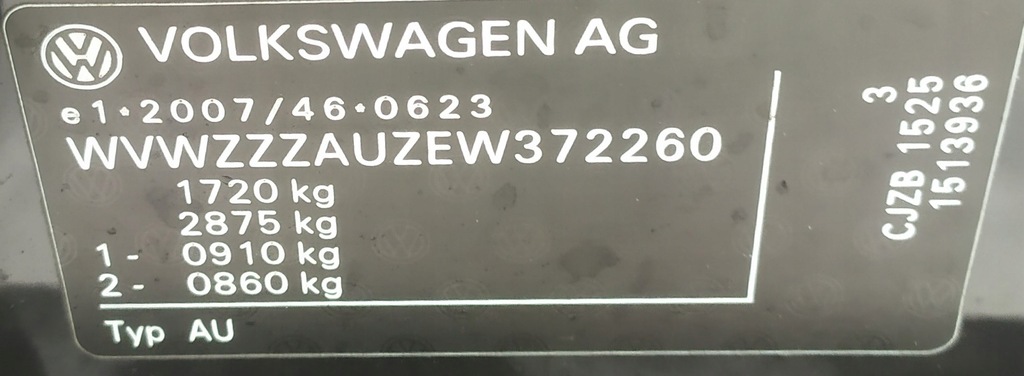 VOLKSWAGEN AG
e1*2007/46*0623
WVWZZZAUZEW372260
1720 kg
2875 kg
1 - 0910 kg
2 - 0860 kg
Typ AU
3
CJZB 1525
1513936